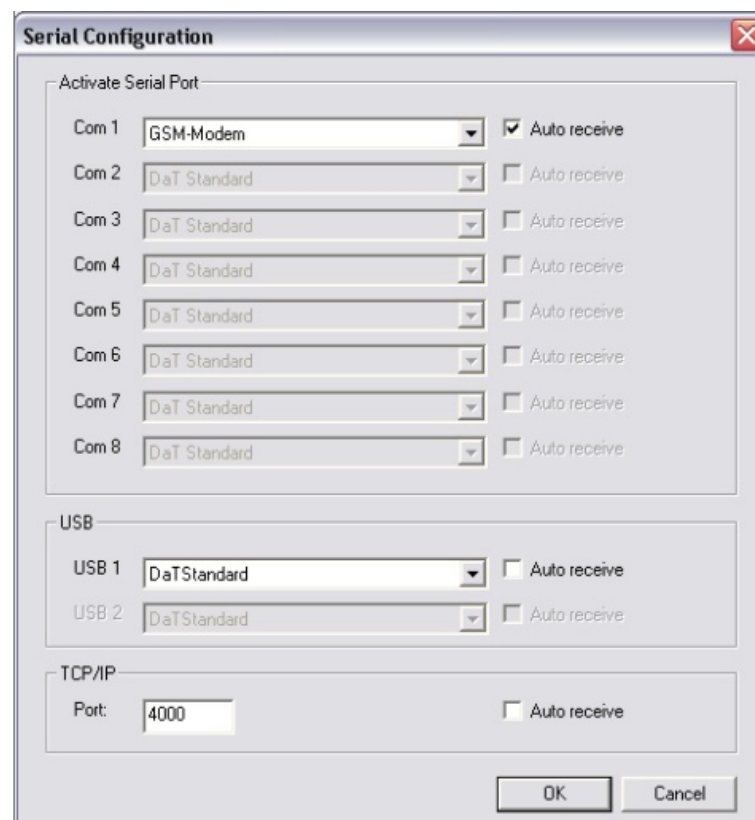 Serial Configuration
Activate Serial Port
Com 1 GSM-Modem Auto receive
Com 2 DaT Standard Auto receive
Com 3 DaT Standard Auto receive
Com 4 DaT Standard Auto receive
Com 5 DaT Standard Auto receive
Com 6 DaT Standard Auto receive
Com 7 DaT Standard Auto receive
Com 8 DaT Standard Auto receive
USB
USB 1 DaTStandard Auto receive
USB 2 DaTStandard Auto receive
TCP/IP
Port: 4000 Auto receive
OK Cancel